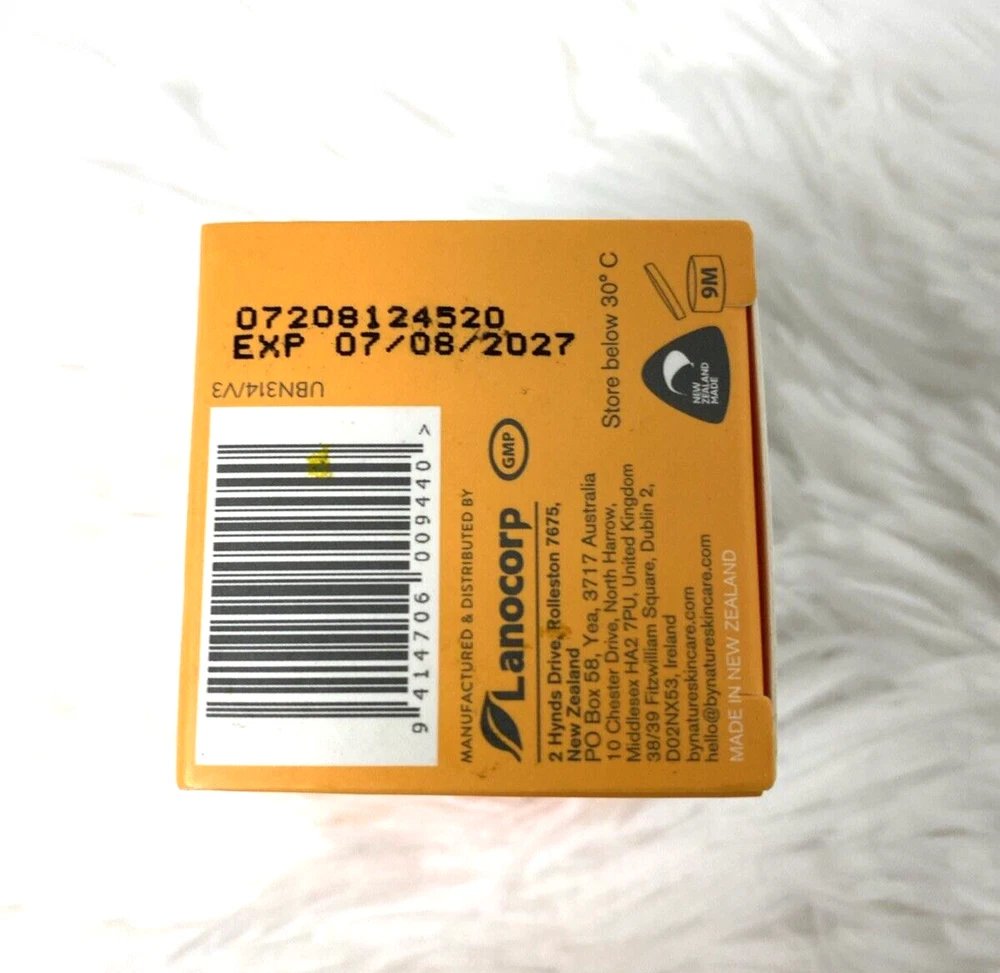 07208124520
EXP 07/08/2027
UBN314/V3
9 414706 009440 >
MANUFACTURED & DISTRIBUTED BY
Lanocorp
GMP
2 Hynds Drive, Rolleston 7675,
New Zealand
PO Box 58, Yea, 3717 Australia
10 Chester Drive, North Harrow,
Middlesex HA2 7PU, United Kingdom
38/39 Fitzwilliam Square, Dublin 2,
D02NX53, Ireland
bynatureskincare.com
hello@bynatureskincare.com
MADE IN NEW ZEALAND
Store below 30° C
NEW
ZEALAND
MADE
9M